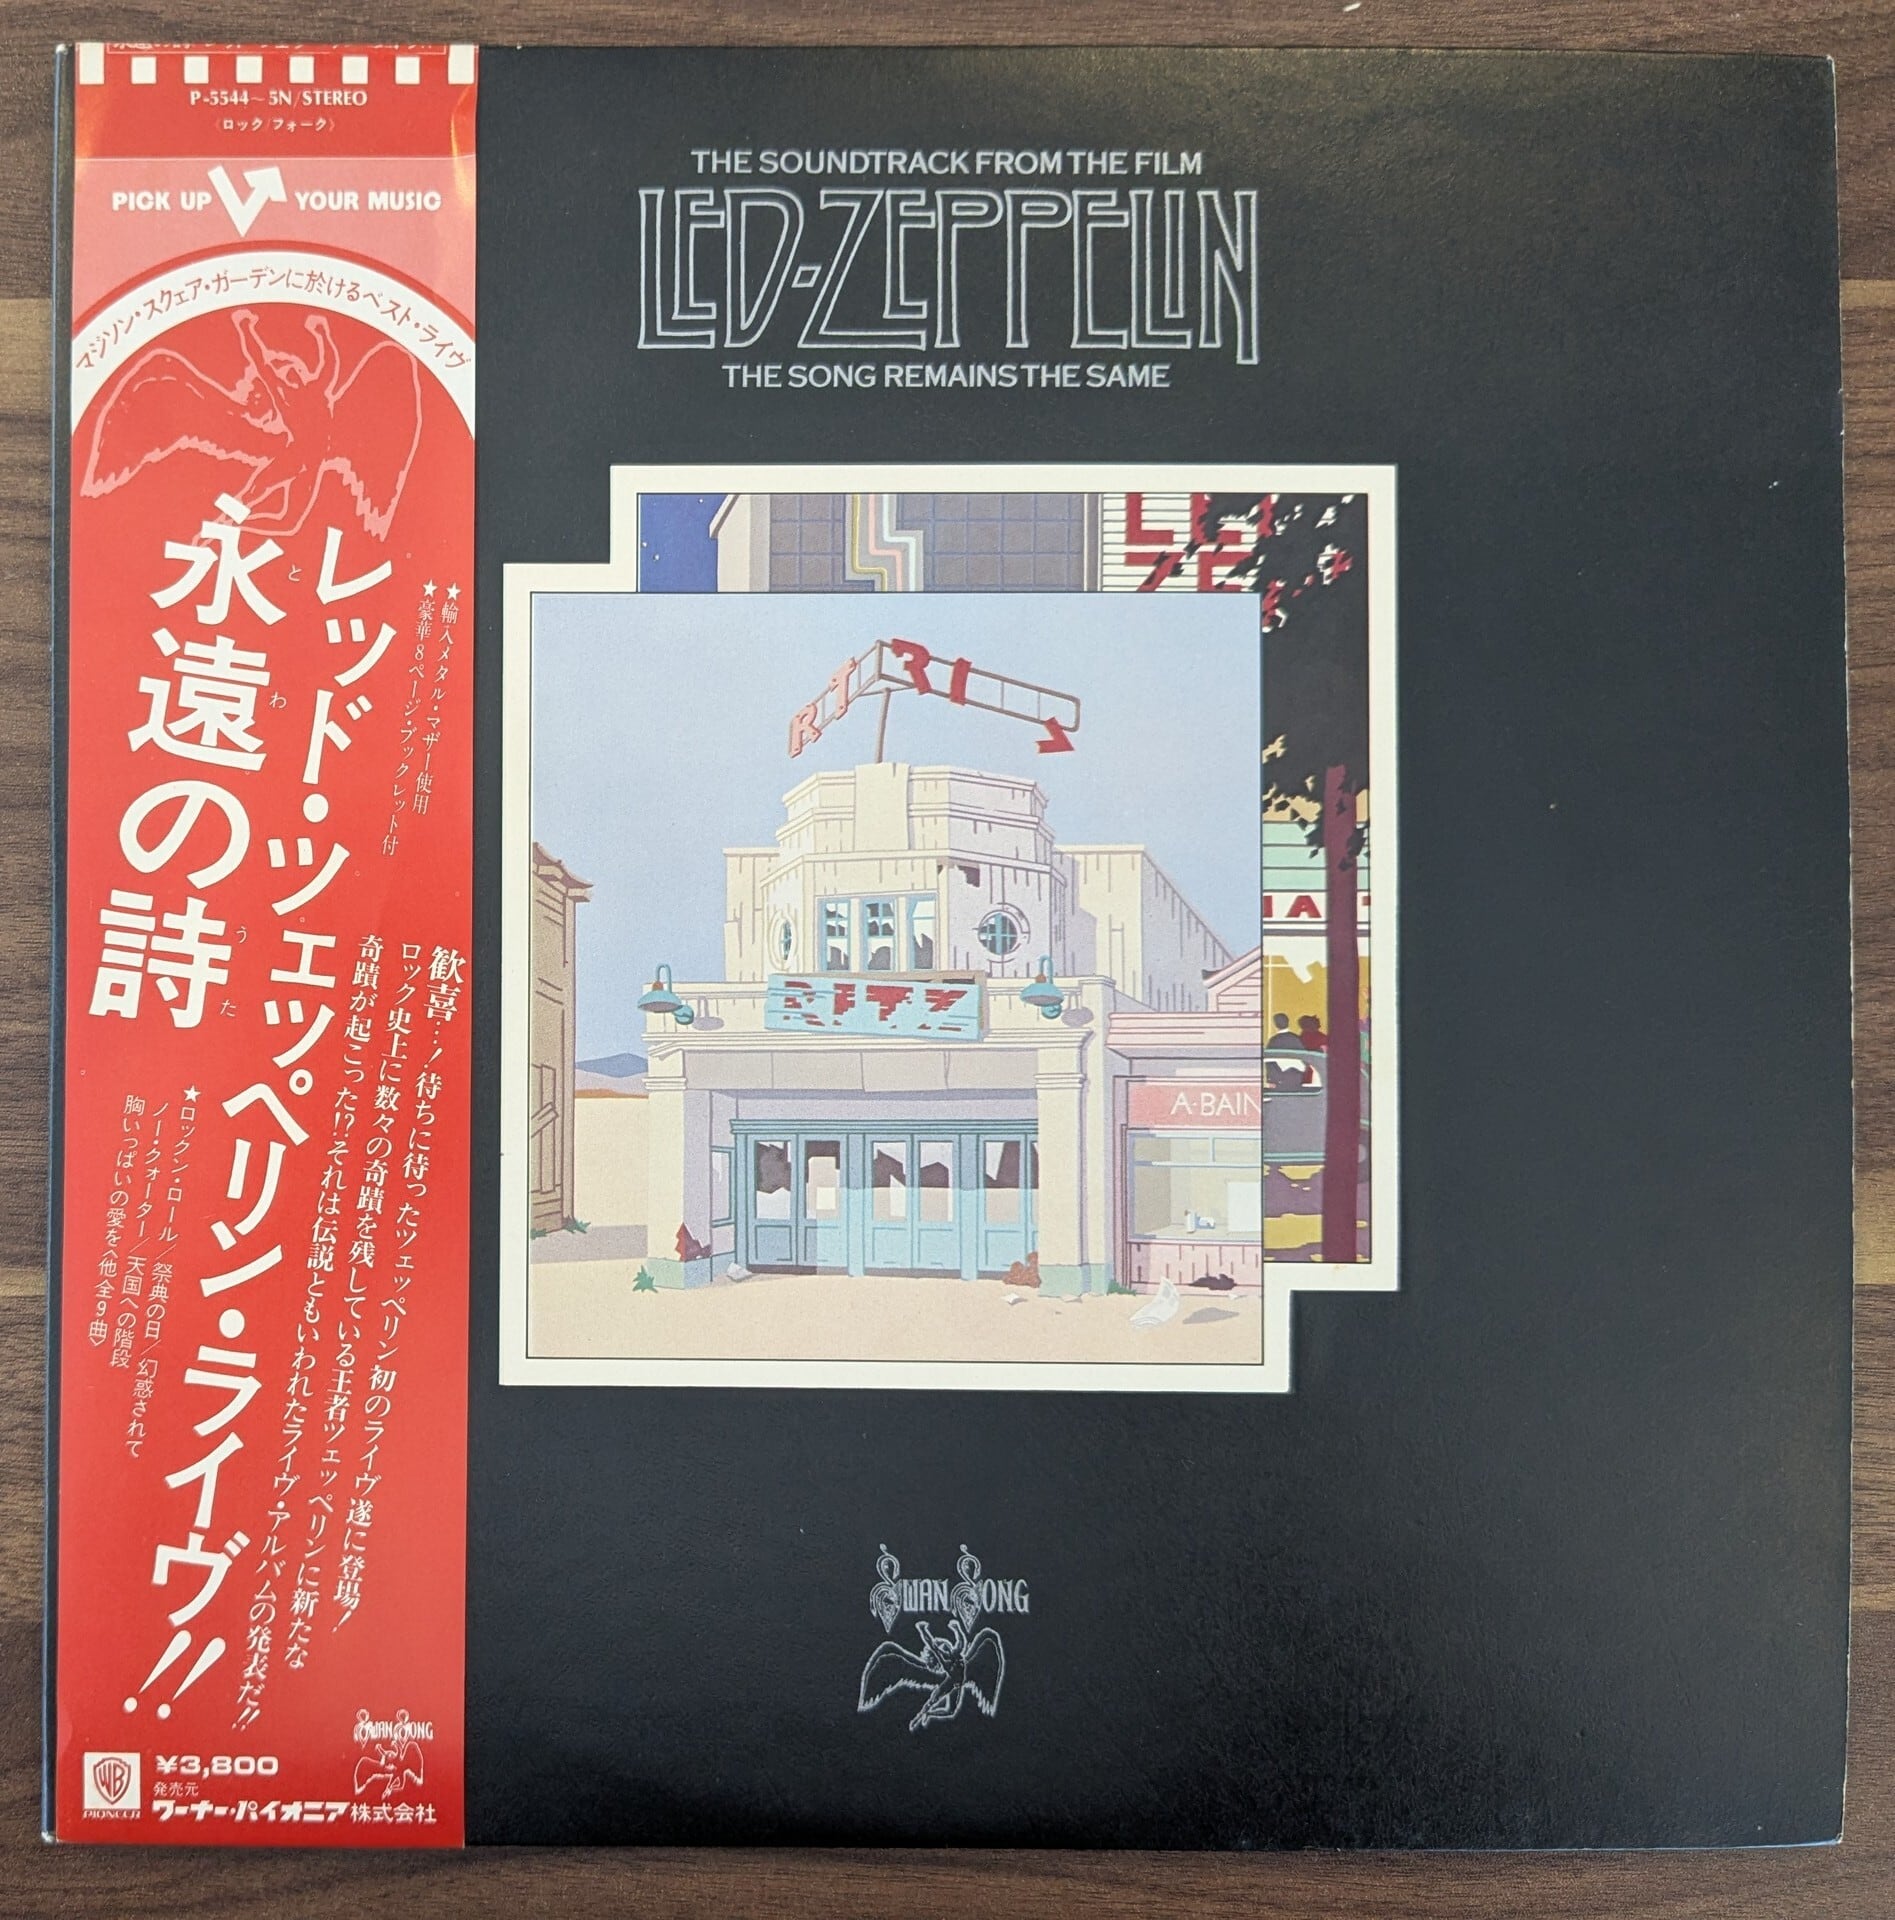 P-5544～5N/STEREO
〈ロック/フォーク〉
PICK UP YOUR MUSIC
マジソン・スクェア・ガーデンに於けるベスト・ライヴ
★輸入メタル・マザー使用
★豪華8ページ・ブックレット付
レッド・ツェッペリン・ライヴ!!
永遠の詩
とわ
うた
歓喜…!待ちに待ったツェッペリン初のライヴ遂に登場!
ロック史上に数々の奇蹟を残している王者ツェッペリンに新たな
奇蹟が起こった!?それは伝説ともいわれたライヴ・アルバムの発表だ!!
★ロックン・ロール/祭典の日/幻惑されて
ノー・クォーター/天国への階段
胸いっぱいの愛を〈他全9曲〉
SWAN SONG
WB
PIONEER
¥3,800
発売元
ワーナー・パイオニア株式会社
THE SOUNDTRACK FROM THE FILM
LED-ZEPPELIN
THE SONG REMAINS THE SAME
LE
ZE
RITZ
A·BAIN
IA
SWAN SONG